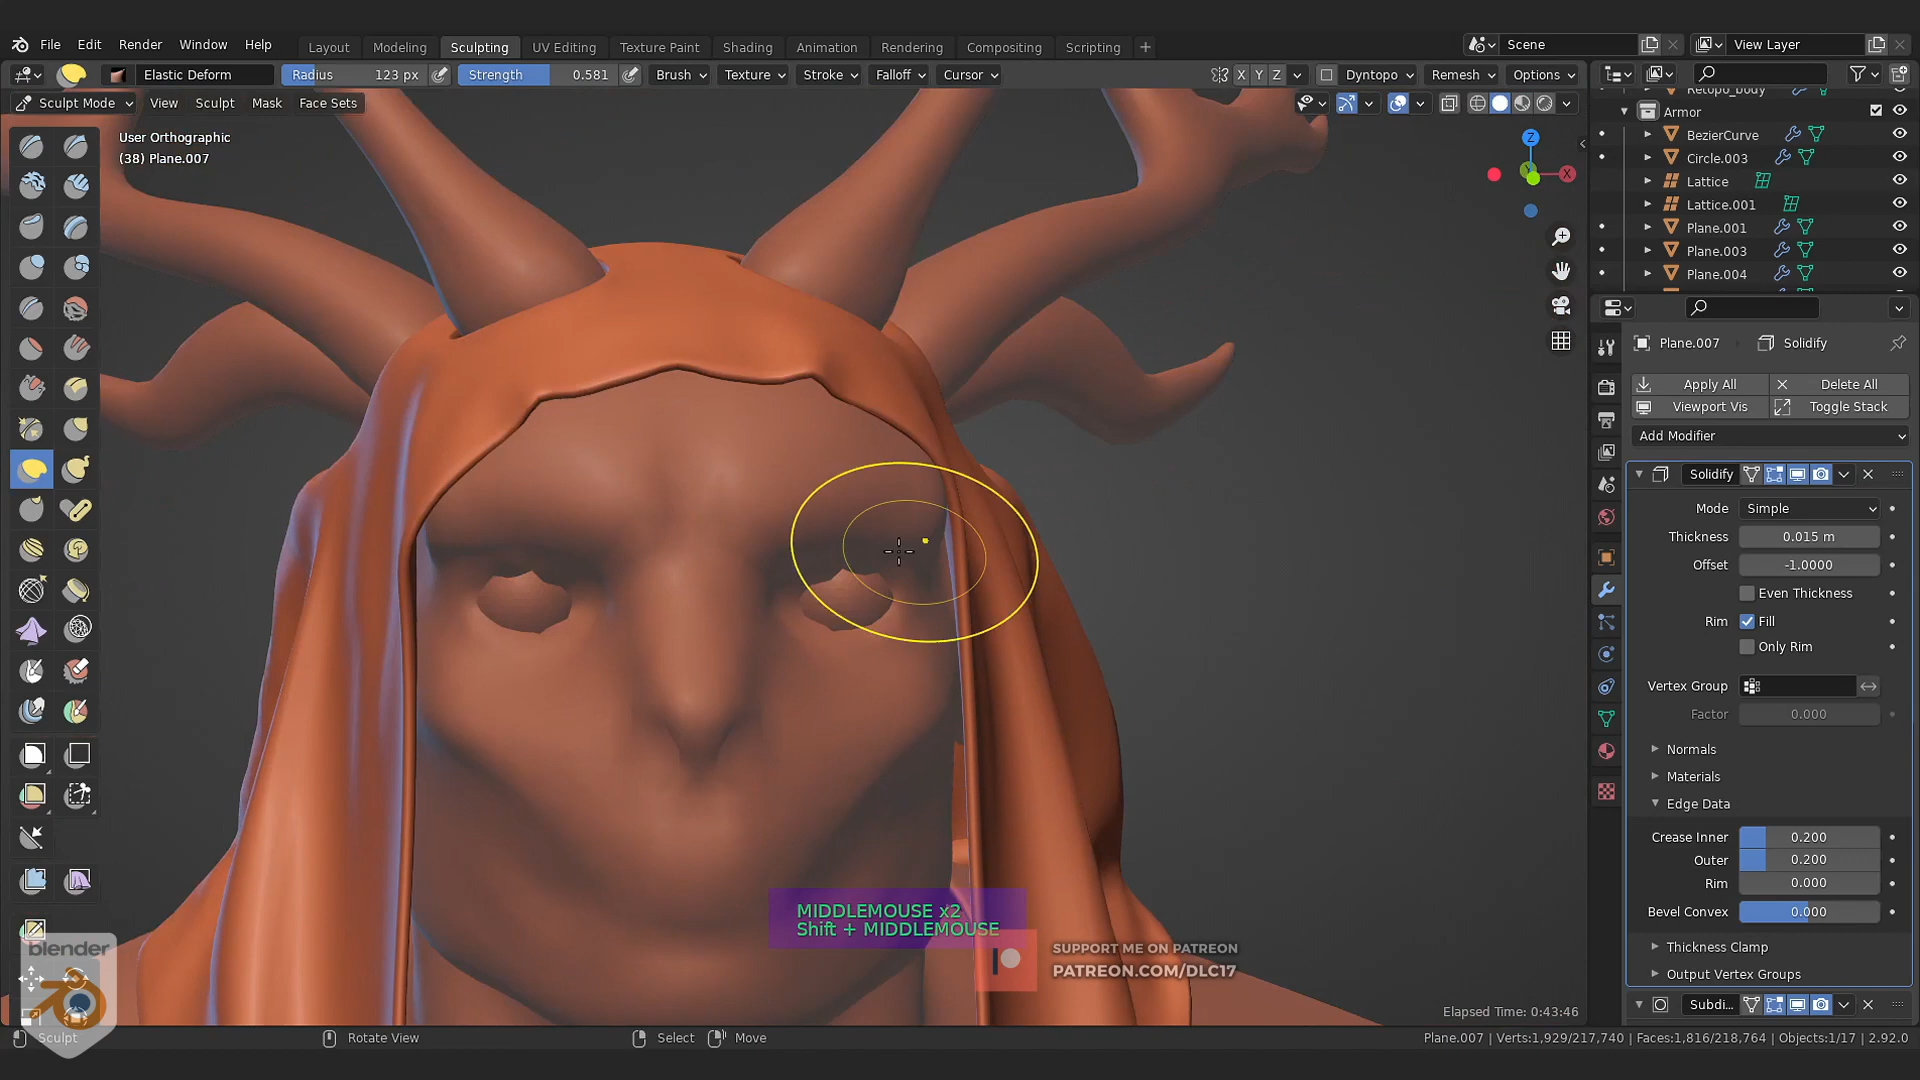 File Edit Render Window Help
Layout Modeling Sculpting UV Editing Texture Paint Shading Animation Rendering Compositing Scripting +
Scene
View Layer
Elastic Deform Radius 123 px Strength 0.581 Brush Texture Stroke Falloff Cursor
X Y Z Dyntopo Remesh Options
Sculpt Mode View Sculpt Mask Face Sets
User Orthographic
(38) Plane.007
Z
X
Retopo_body
Armor
BezierCurve
Circle.003
Lattice
Lattice.001
Plane.001
Plane.003
Plane.004
Plane.007 Solidify
Apply All Delete All
Viewport Vis Toggle Stack
Add Modifier
Solidify
Mode Simple
Thickness 0.015 m
Offset -1.0000
Even Thickness
Rim Fill
Only Rim
Vertex Group
Factor 0.000
Normals
Materials
Edge Data
Crease Inner 0.200
Outer 0.200
Rim 0.000
Bevel Convex 0.000
Thickness Clamp
Output Vertex Groups
Subdi...
MIDDLEMOUSE x2
Shift + MIDDLEMOUSE
SUPPORT ME ON PATREON
PATREON.COM/DLC17
blender
Elapsed Time: 0:43:46
Sculpt Rotate View Select Move
Plane.007 | Verts:1,929/217,740 | Faces:1,816/218,764 | Objects:1/17 | 2.92.0